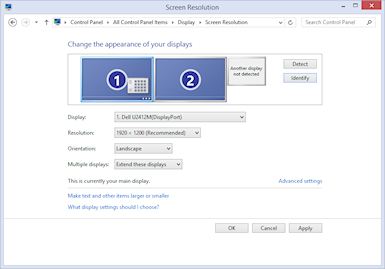 Screen Resolution
Control Panel ▸ All Control Panel Items ▸ Display ▸ Screen Resolution
Search Control Panel
Change the appearance of your displays
1
2
Another display
not detected
Detect
Identify
Display: 1. Dell U2412M(DisplayPort)
Resolution: 1920 × 1200 (Recommended)
Orientation: Landscape
Multiple displays: Extend these displays
This is currently your main display.
Advanced settings
Make text and other items larger or smaller
What display settings should I choose?
OK
Cancel
Apply